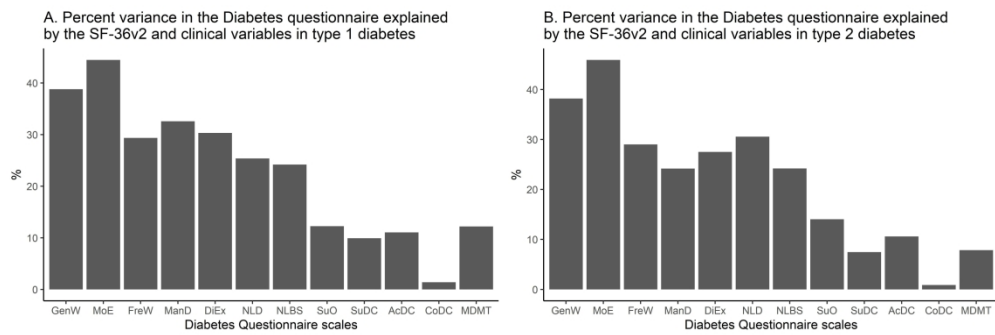 A. Percent variance in the Diabetes questionnaire explained
by the SF-36v2 and clinical variables in type 1 diabetes
40
30
20
10
0
%
GenW MoE FreW ManD DiEx NLD NLBS SuO SuDC AcDC CoDC MDMT
Diabetes Questionnaire scales
B. Percent variance in the Diabetes questionnaire explained
by the SF-36v2 and clinical variables in type 2 diabetes
40
30
20
10
0
%
GenW MoE FreW ManD DiEx NLD NLBS SuO SuDC AcDC CoDC MDMT
Diabetes Questionnaire scales